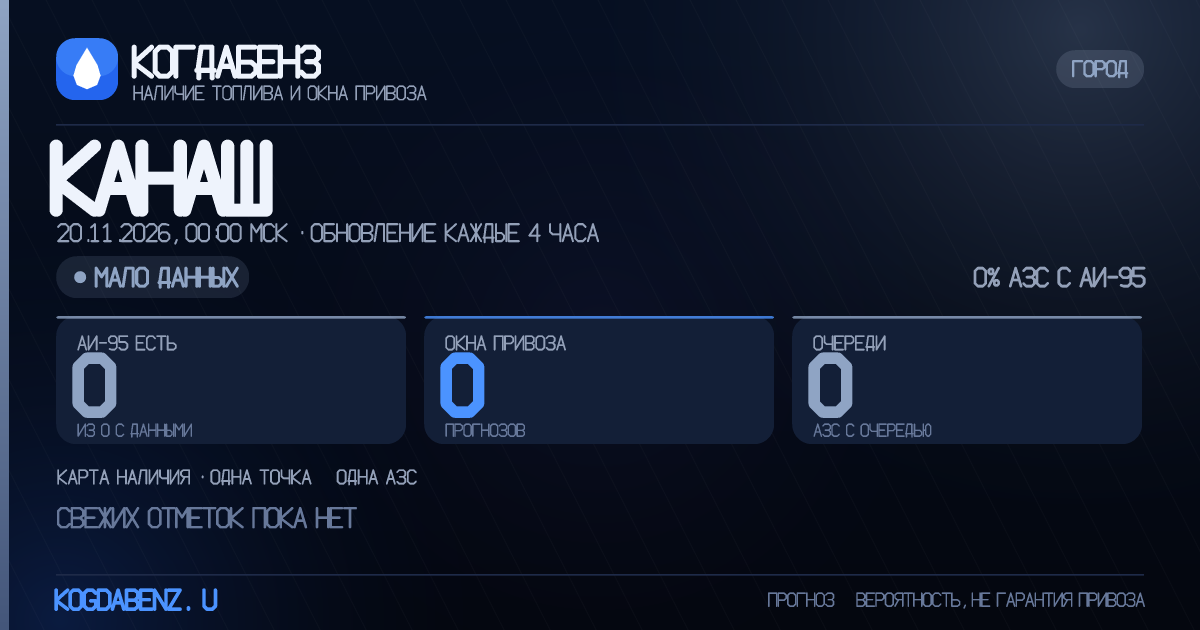 КОГДАБЕНЗ
НАЛИЧИЕ ТОПЛИВА И ОКНА ПРИВОЗА
ГОРОД
КАНАШ
20.11.2026, 00:00 МСК · ОБНОВЛЕНИЕ КАЖДЫЕ 4 ЧАСА
МАЛО ДАННЫХ
0% АЗС С АИ-95
АИ-95 ЕСТЬ
0
ИЗ 0 С ДАННЫМИ
ОКНА ПРИВОЗА
0
ПРОГНОЗОВ
ОЧЕРЕДИ
0
АЗС С ОЧЕРЕДЬЮ
КАРТА НАЛИЧИЯ · ОДНА ТОЧКА ОДНА АЗС
СВЕЖИХ ОТМЕТОК ПОКА НЕТ
KOGDABENZ. U
ПРОГНОЗ ВЕРОЯТНОСТЬ, НЕ ГАРАНТИЯ ПРИВОЗА